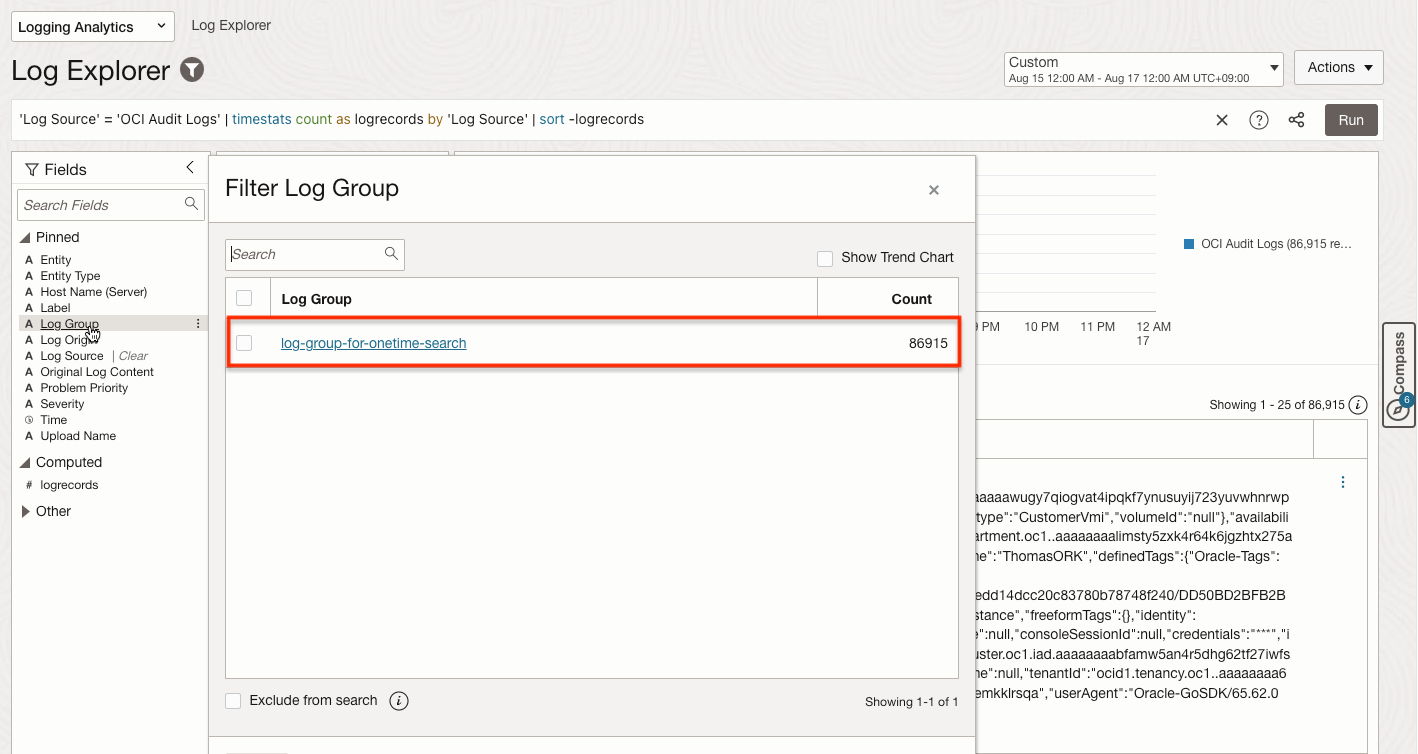 Logging Analytics
Log Explorer
Log Explorer
Custom
Aug 15 12:00 AM - Aug 17 12:00 AM UTC+09:00
Actions
'Log Source' = 'OCI Audit Logs' | timestats count as logrecords by 'Log Source' | sort -logrecords
Run
Fields
Search Fields
Pinned
A Entity
A Entity Type
A Host Name (Server)
A Label
A Log Group
A Log Origin
A Log Source | Clear
A Original Log Content
A Problem Priority
A Severity
Time
A Upload Name
Computed
# logrecords
Other
Filter Log Group
×
Search
Show Trend Chart
Log Group Count
log-group-for-onetime-search 86915
Exclude from search
Showing 1-1 of 1
OCI Audit Logs (86,915 re...
9 PM 10 PM 11 PM 12 AM
17
Compass
6
Showing 1 - 25 of 86,915
aaaaawugy7qiogvat4ipqkf7ynusuyij723yuvwhnrwp
type":"CustomerVmi","volumeId":"null"},"availabili
artment.oc1..aaaaaaaalimsty5zxk4r64k6jgzhtx275a
ne":"ThomasORK","definedTags":{"Oracle-Tags":
edd14dcc20c83780b78748f240/DD50BD2BFB2B
stance","freeformTags":{},"identity":
e":null,"consoleSessionId":null,"credentials":"***","i
uster.oc1.iad.aaaaaaaabfamw5an4r5dhg62tf27iwfs
ne":null,"tenantId":"ocid1.tenancy.oc1..aaaaaaaa6
emkklrsqa","userAgent":"Oracle-GoSDK/65.62.0